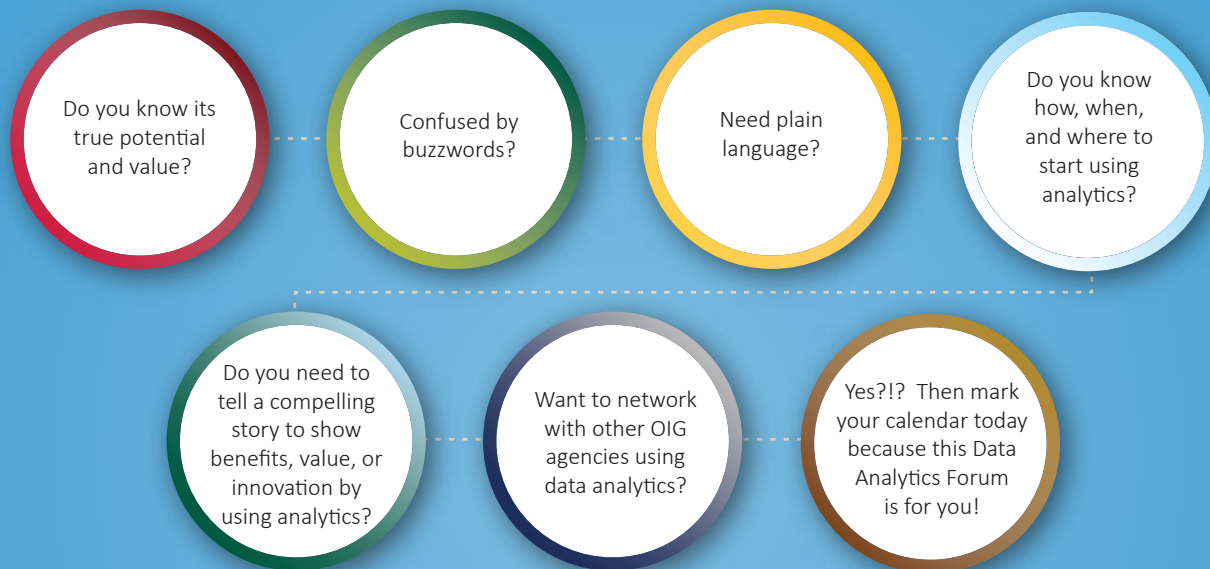 Do you know its
true potential
and value?
Confused by
buzzwords?
Need plain
language?
Do you know
how, when,
and where to
start using
analytics?
Do you need to
tell a compelling
story to show
benefits, value, or
innovation by
using analytics?
Want to network
with other OIG
agencies using
data analytics?
Yes?!?  Then mark
your calendar today
because this Data
Analytics Forum
is for you!